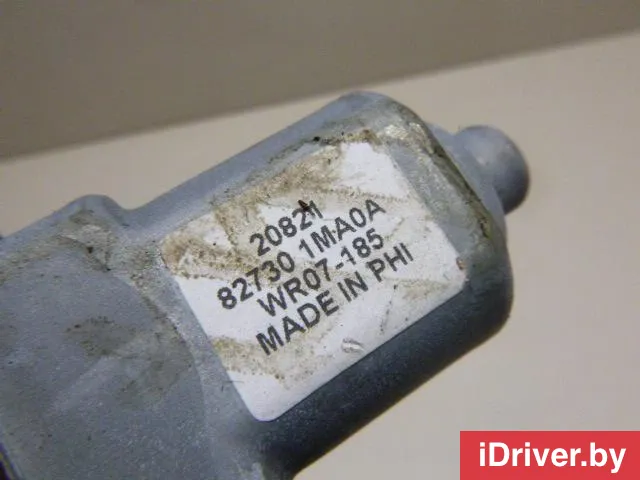 20821
82730 1MA0A
WR07-185
MADE IN PHI
iDriver.by